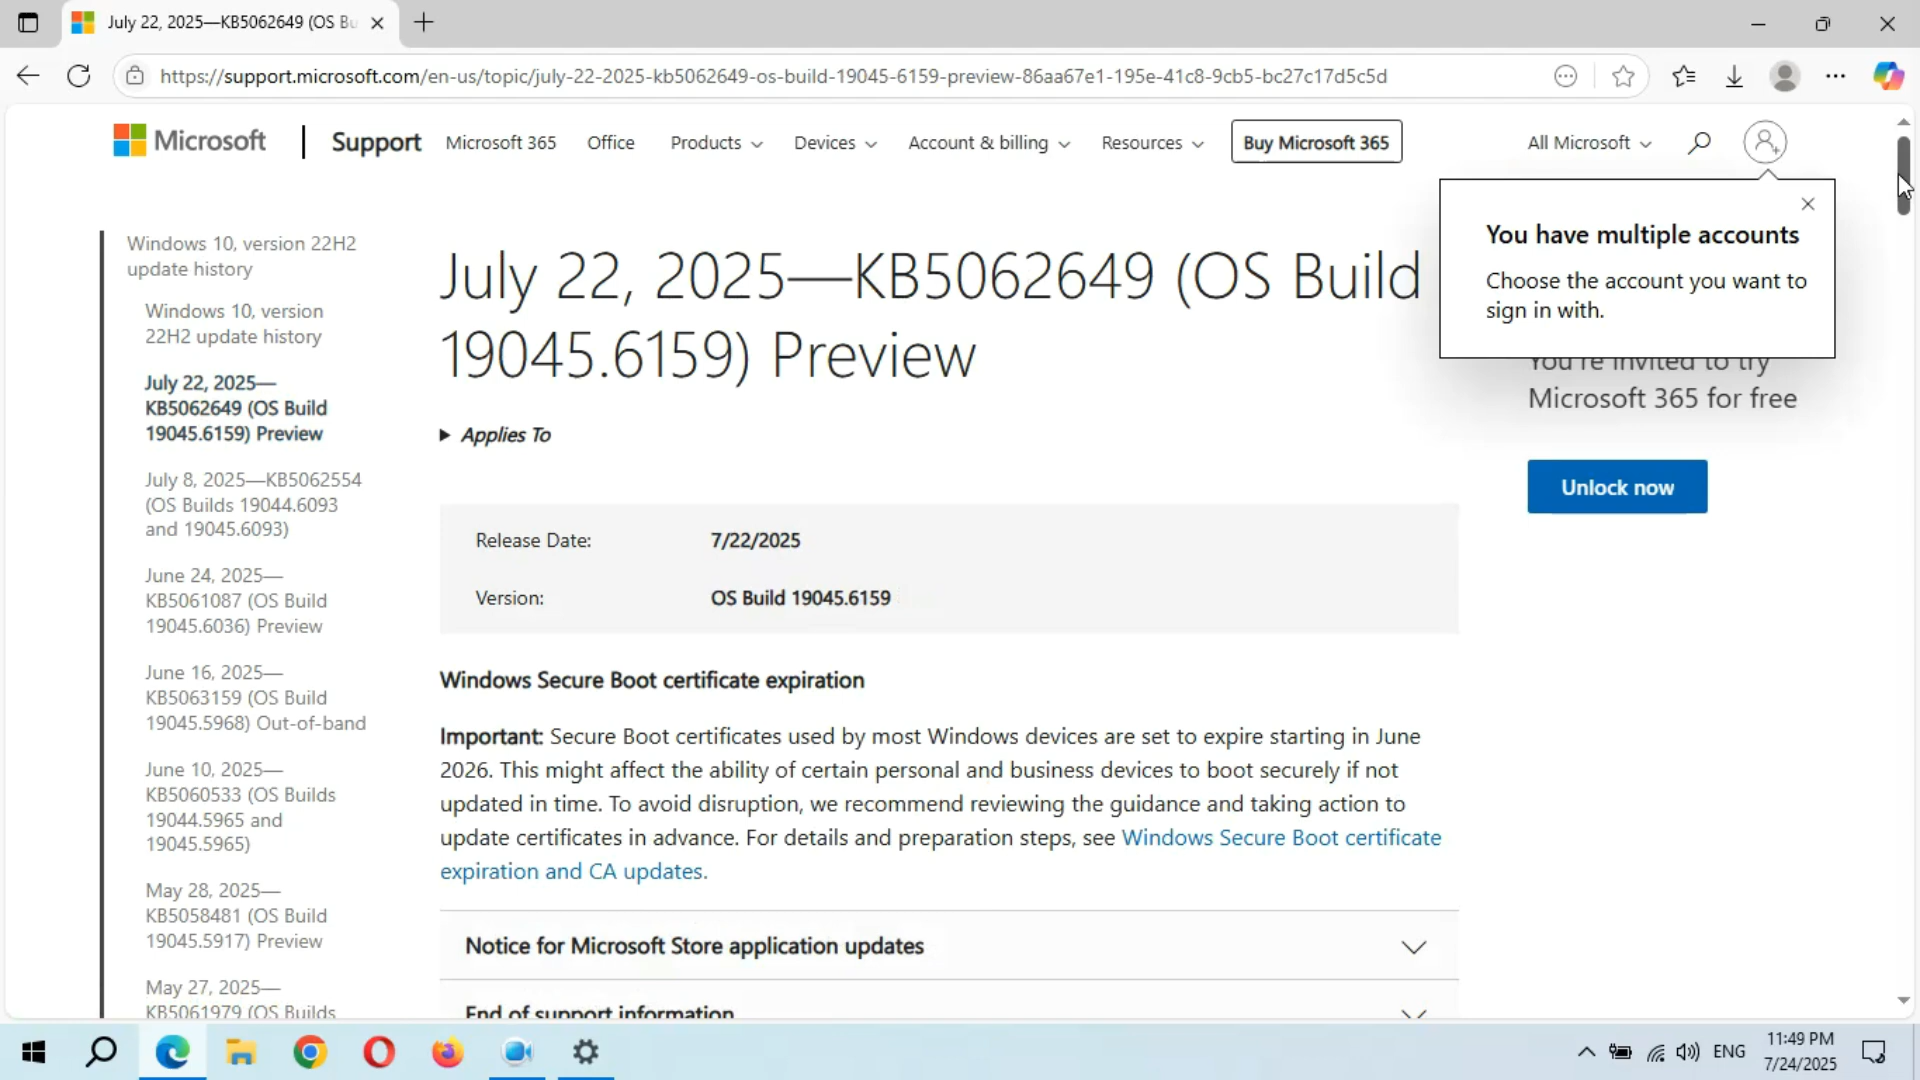 July 22, 2025—KB5062649 (OS Bu
https://support.microsoft.com/en-us/topic/july-22-2025-kb5062649-os-build-19045-6159-preview-86aa67e1-195e-41c8-9cb5-bc27c17d5c5d
Microsoft | Support Microsoft 365 Office Products Devices Account & billing Resources Buy Microsoft 365 All Microsoft
You have multiple accounts
Choose the account you want to
sign in with.
You're invited to try
Microsoft 365 for free
Unlock now
Windows 10, version 22H2
update history
Windows 10, version
22H2 update history
July 22, 2025—
KB5062649 (OS Build
19045.6159) Preview
July 8, 2025—KB5062554
(OS Builds 19044.6093
and 19045.6093)
June 24, 2025—
KB5061087 (OS Build
19045.6036) Preview
June 16, 2025—
KB5063159 (OS Build
19045.5968) Out-of-band
June 10, 2025—
KB5060533 (OS Builds
19044.5965 and
19045.5965)
May 28, 2025—
KB5058481 (OS Build
19045.5917) Preview
May 27, 2025—
KB5061979 (OS Builds
July 22, 2025—KB5062649 (OS Build
19045.6159) Preview
Applies To
Release Date: 7/22/2025
Version: OS Build 19045.6159
Windows Secure Boot certificate expiration
Important: Secure Boot certificates used by most Windows devices are set to expire starting in June
2026. This might affect the ability of certain personal and business devices to boot securely if not
updated in time. To avoid disruption, we recommend reviewing the guidance and taking action to
update certificates in advance. For details and preparation steps, see Windows Secure Boot certificate
expiration and CA updates.
Notice for Microsoft Store application updates
End of support information
ENG
11:49 PM
7/24/2025